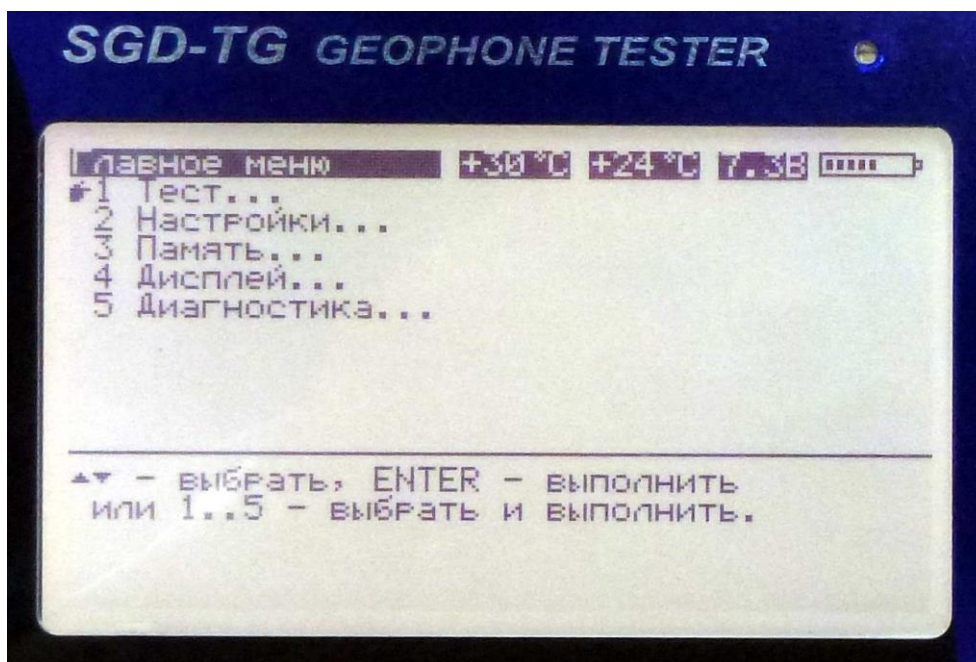 SGD-TG GEOPHONE TESTER
Главное меню +30°C +24°C 7.3В
1 Тест...
2 Настройки...
3 Память...
4 Дисплей...
5 Диагностика...
▲▼ - выбрать, ENTER - выполнить
или 1..5 - выбрать и выполнить.